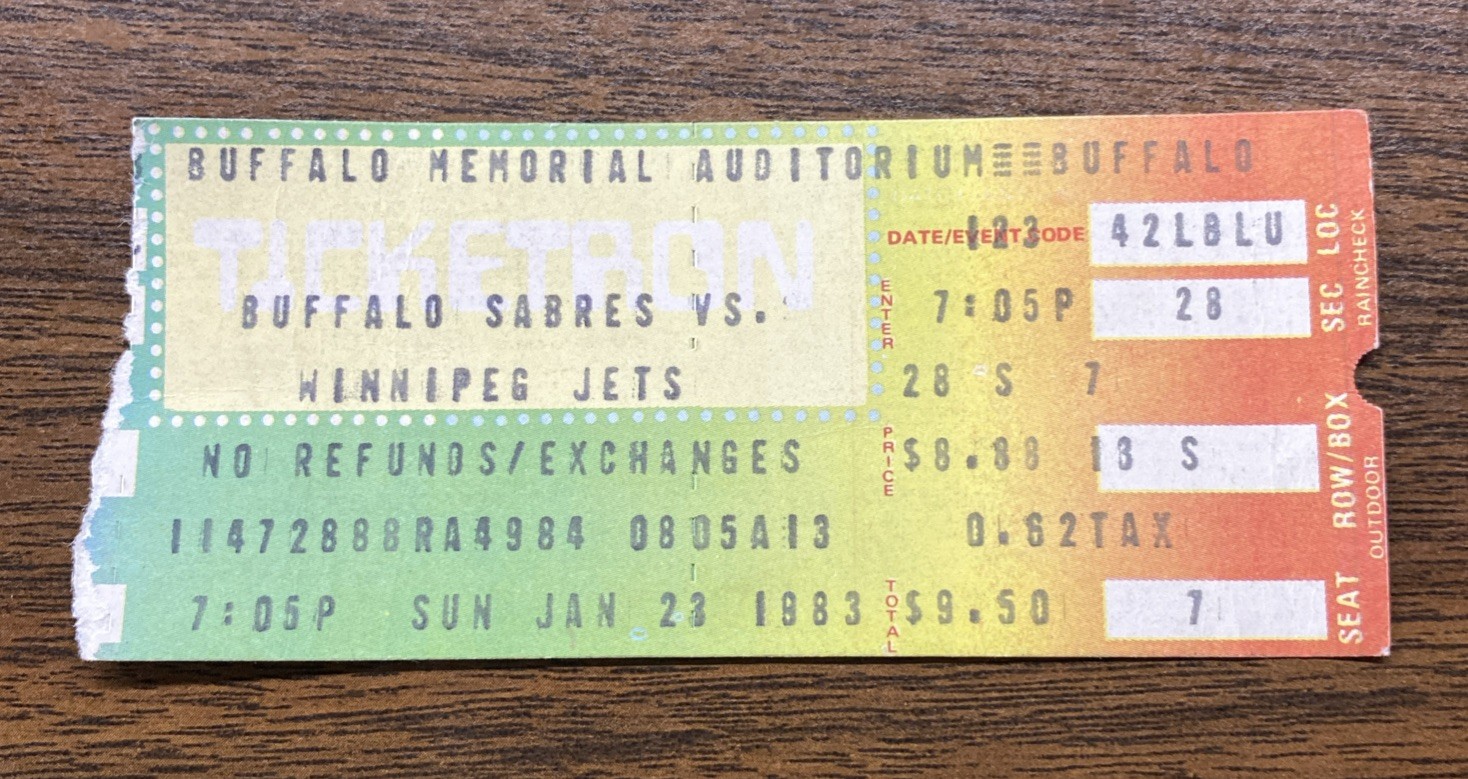 BUFFALO MEMORIAL AUDITORIUM BUFFALO
TICKETRON
DATE/EVENT CODE 123 42LBLU
BUFFALO SABRES VS.
ENTER 7:05P 28
WINNIPEG JETS
28 S 7
NO REFUNDS/EXCHANGES
PRICE $8.88 13 S
11472888RA4984 0805A13
0.62TAX
7:05P SUN JAN 23 1983
TOTAL $9.50 7
SEC LOC
RAINCHECK
ROW/BOX
OUTDOOR
SEAT